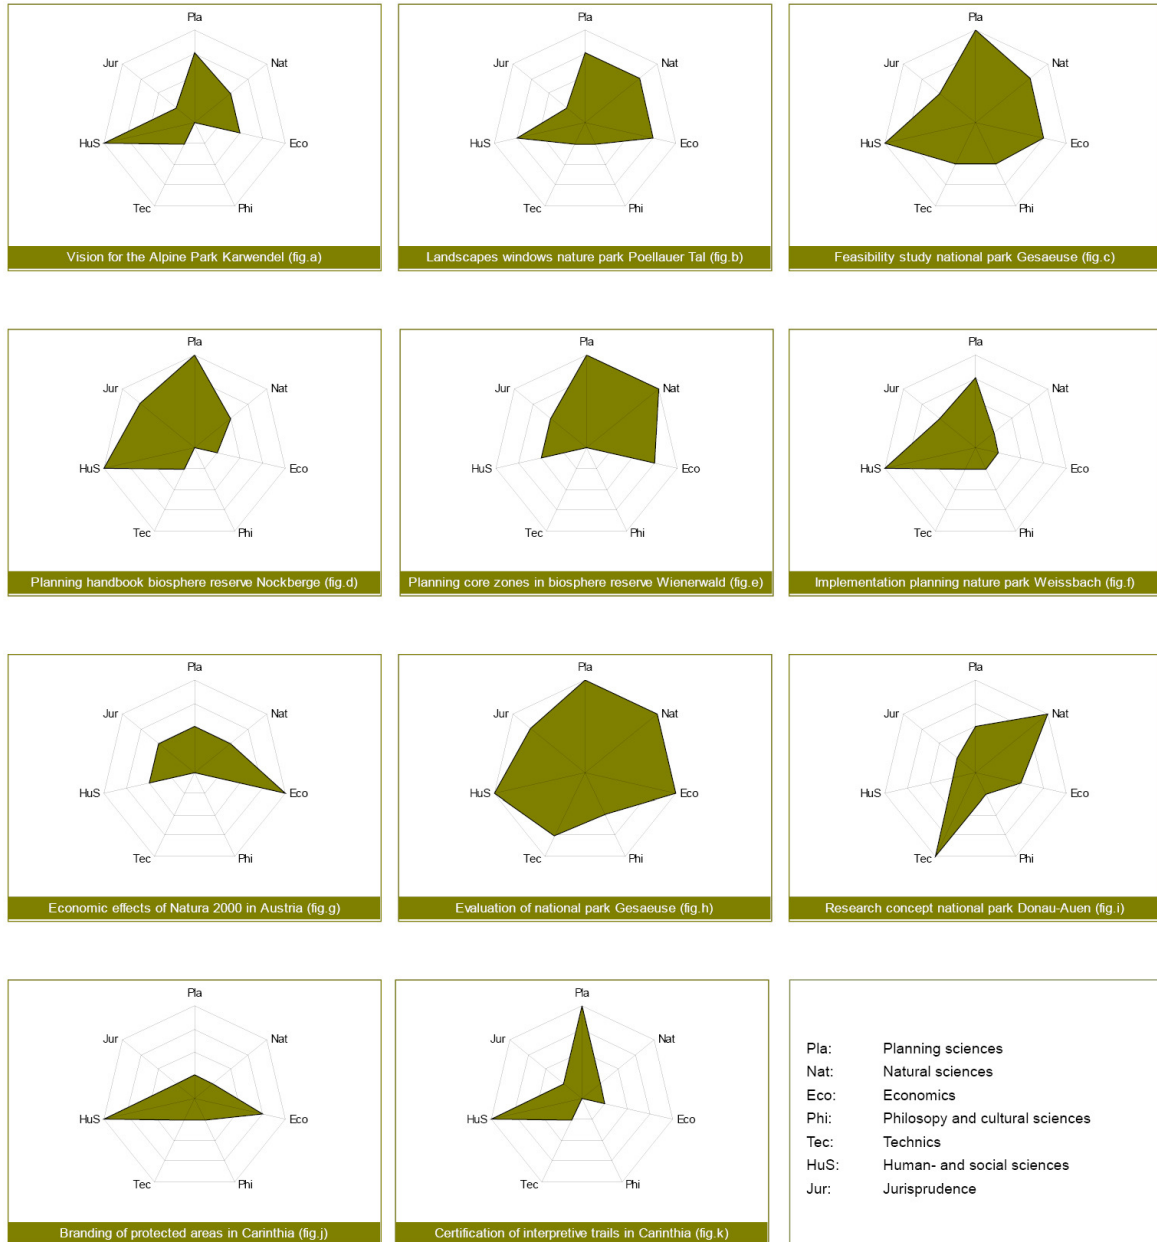 Pla
Jur
Nat
HuS
Eco
Tec
Phi
Vision for the Alpine Park Karwendel (fig.a)
Pla
Jur
Nat
HuS
Eco
Tec
Phi
Landscapes windows nature park Poellauer Tal (fig.b)
Pla
Jur
Nat
HuS
Eco
Tec
Phi
Feasibility study national park Gesaeuse (fig.c)
Pla
Jur
Nat
HuS
Eco
Tec
Phi
Planning handbook biosphere reserve Nockberge (fig.d)
Pla
Jur
Nat
HuS
Eco
Tec
Phi
Planning core zones in biosphere reserve Wienerwald (fig.e)
Pla
Jur
Nat
HuS
Eco
Tec
Phi
Implementation planning nature park Weissbach (fig.f)
Pla
Jur
Nat
HuS
Eco
Tec
Phi
Economic effects of Natura 2000 in Austria (fig.g)
Pla
Jur
Nat
HuS
Eco
Tec
Phi
Evaluation of national park Gesaeuse (fig.h)
Pla
Jur
Nat
HuS
Eco
Tec
Phi
Research concept national park Donau-Auen (fig.i)
Pla
Jur
Nat
HuS
Eco
Tec
Phi
Branding of protected areas in Carinthia (fig.j)
Pla
Jur
Nat
HuS
Eco
Tec
Phi
Certification of interpretive trails in Carinthia (fig.k)
Pla: Planning sciences
Nat: Natural sciences
Eco: Economics
Phi: Philosopy and cultural sciences
Tec: Technics
HuS: Human- and social sciences
Jur: Jurisprudence